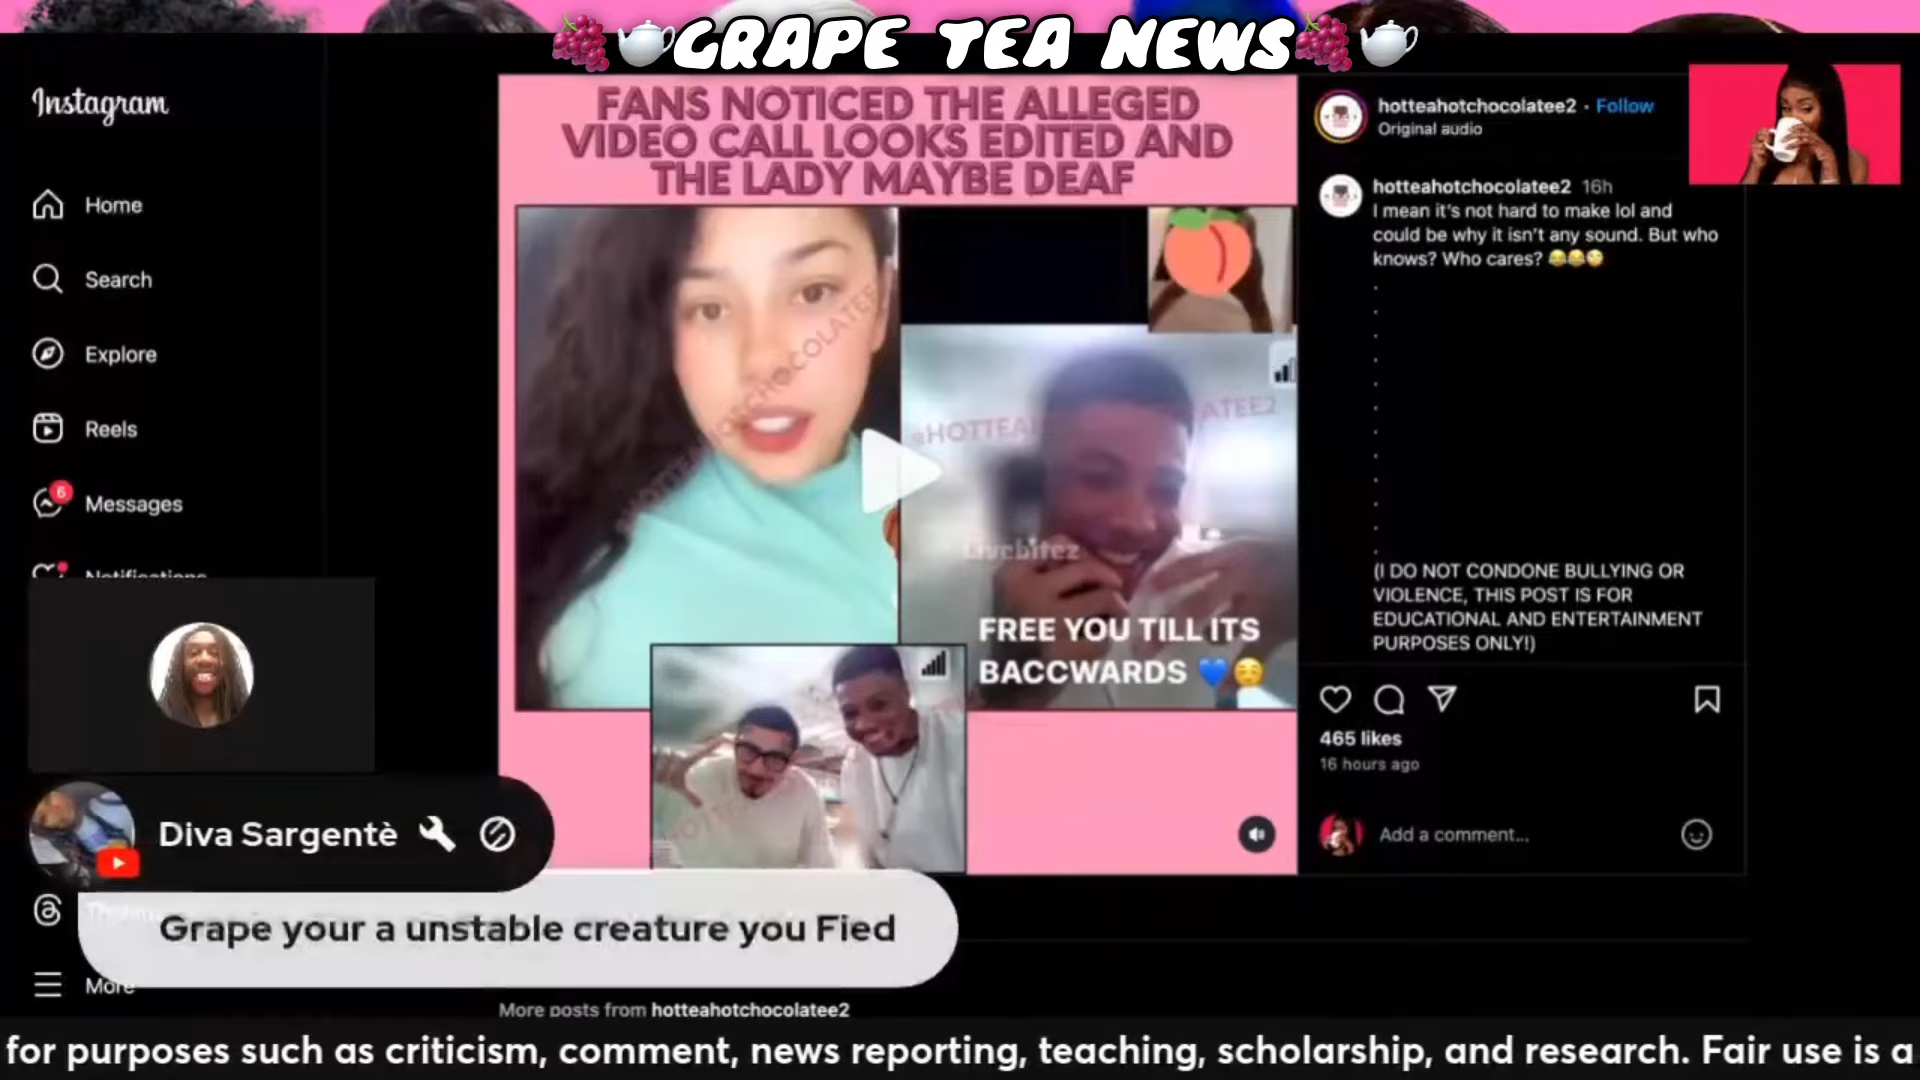 GRAPE TEA NEWS
Instagram
Home
Search
Explore
Reels
6
Messages
Notifications
More
FANS NOTICED THE ALLEGED
VIDEO CALL LOOKS EDITED AND
THE LADY MAYBE DEAF
Livebitez
FREE YOU TILL ITS
BACCWARDS 💙☺️
hotteahotchocolatee2 · Follow
Original audio
hotteahotchocolatee2 16h
I mean it's not hard to make lol and
could be why it isn't any sound. But who
knows? Who cares? 😂😂🧐
.
.
.
.
.
.
.
.
.
.
.
.
(I DO NOT CONDONE BULLYING OR
VIOLENCE, THIS POST IS FOR
EDUCATIONAL AND ENTERTAINMENT
PURPOSES ONLY!)
465 likes
16 hours ago
Add a comment...
Diva Sargentè
Grape your a unstable creature you Fied
More posts from hotteahotchocolatee2
for purposes such as criticism, comment, news reporting, teaching, scholarship, and research. Fair use is a